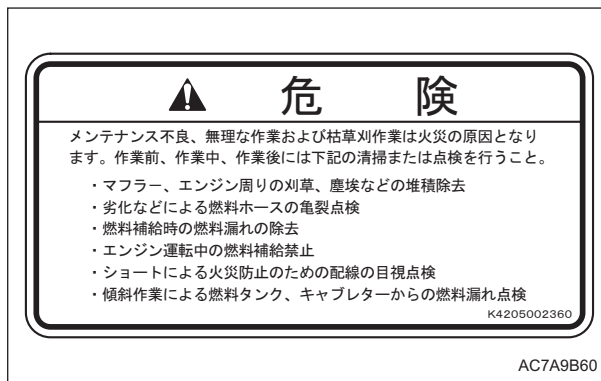 危 険
メンテナンス不良、無理な作業および枯草刈作業は火災の原因となり
ます。作業前、作業中、作業後には下記の清掃または点検を行うこと。
・マフラー、エンジン周りの刈草、塵埃などの堆積除去
・劣化などによる燃料ホースの亀裂点検
・燃料補給時の燃料漏れの除去
・エンジン運転中の燃料補給禁止
・ショートによる火災防止のための配線の目視点検
・傾斜作業による燃料タンク、キャブレターからの燃料漏れ点検
K4205002360
AC7A9B60